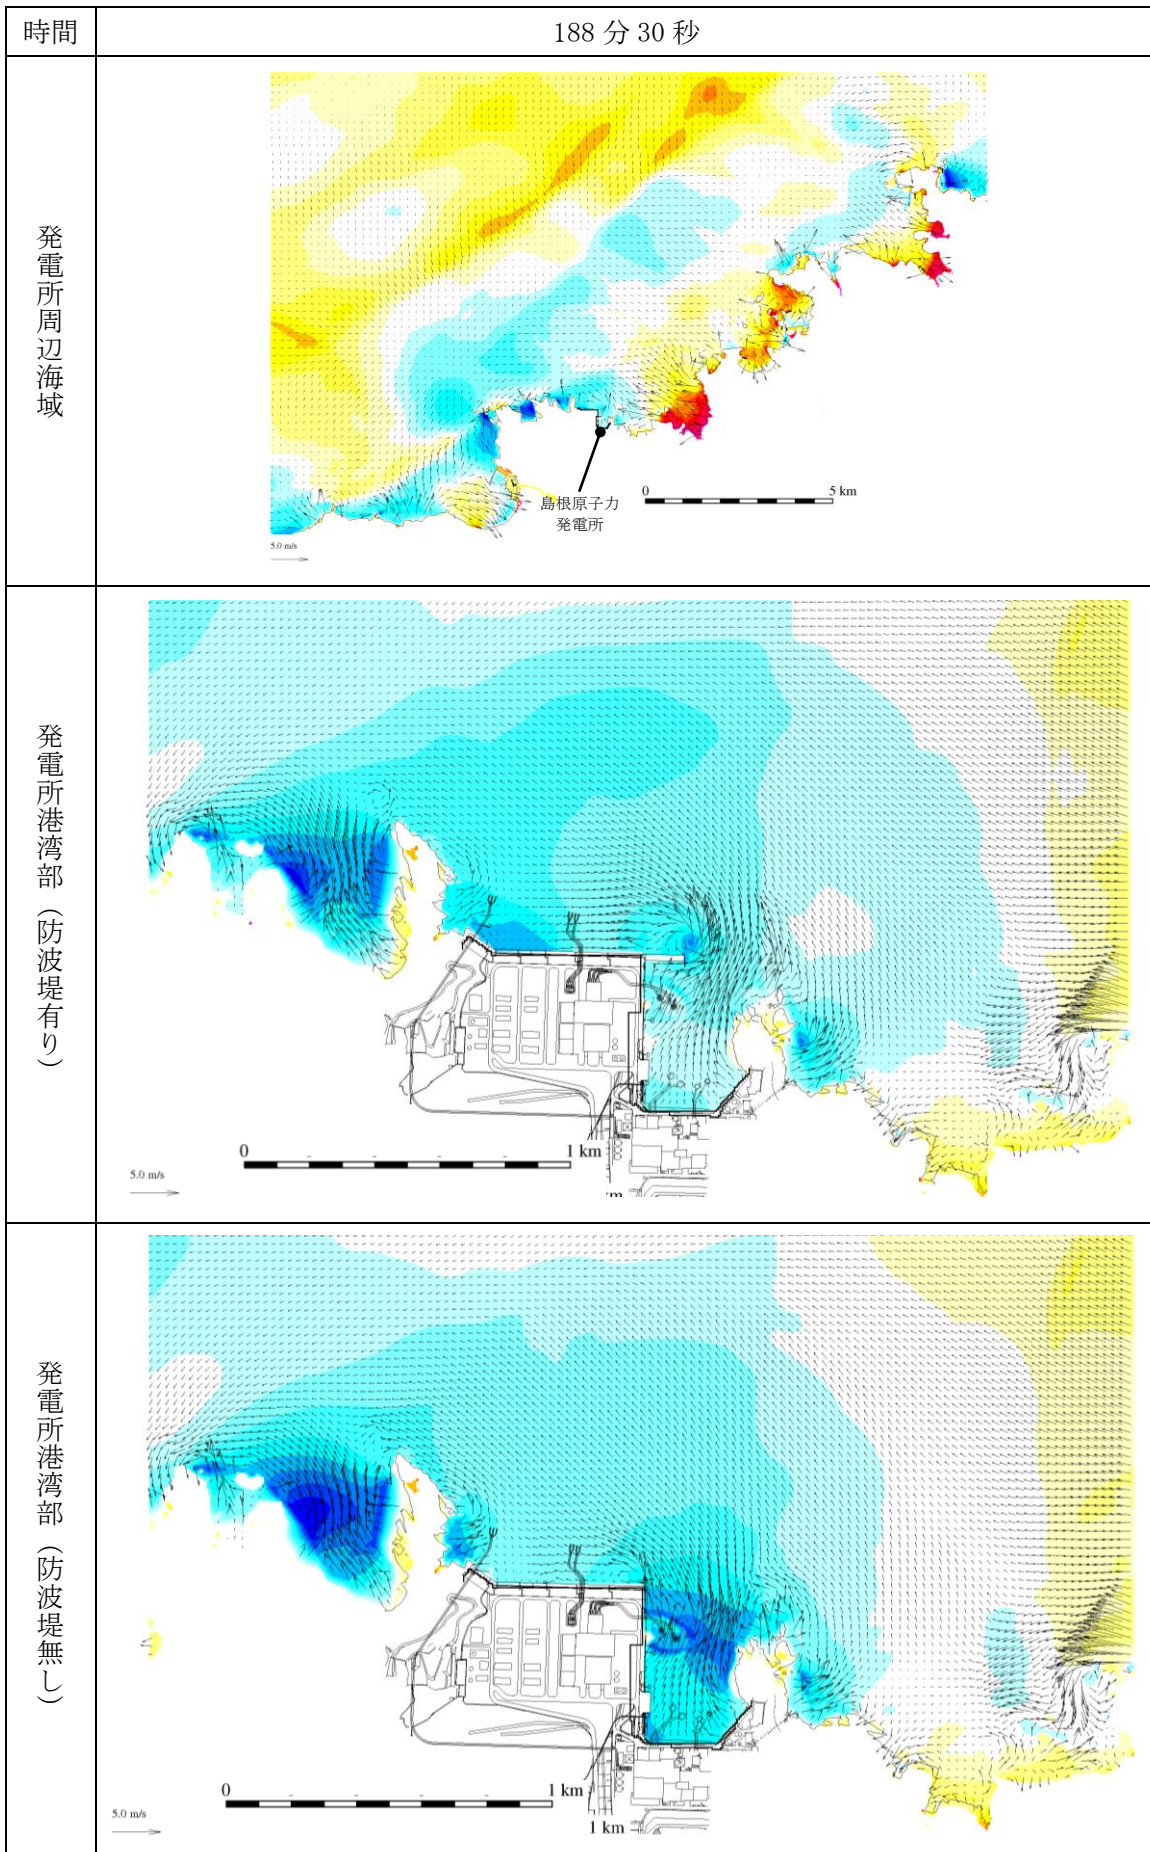 時間
188 分 30 秒
発電所周辺海域
島根原子力
発電所
0
5 km
5.0 m/s
発電所港湾部（防波堤有り）
0
1 km
5.0 m/s
発電所港湾部（防波堤無し）
0
1 km
1 km
5.0 m/s